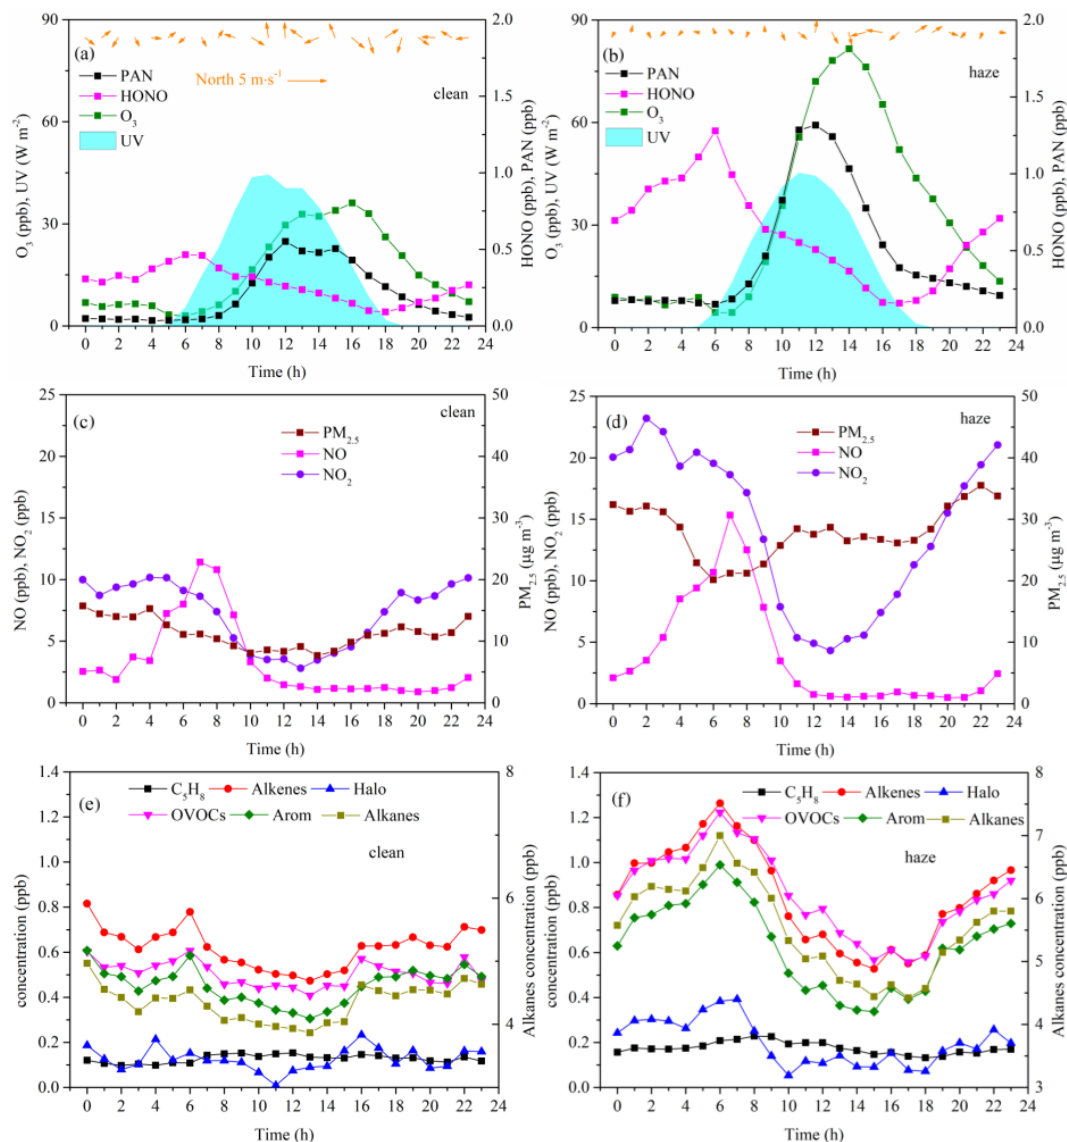 (a)
North 5 m·s⁻¹
PAN
HONO
O₃
UV
clean
O₃ (ppb), UV (W m⁻²)
HONO (ppb), PAN (ppb)
90
60
30
0
2.0
1.5
1.0
0.5
0.0
0 2 4 6 8 10 12 14 16 18 20 22 24
Time (h)
(b)
PAN
HONO
O₃
UV
haze
O₃ (ppb), UV (W m⁻²)
HONO (ppb), PAN (ppb)
90
60
30
0
2.0
1.5
1.0
0.5
0.0
0 2 4 6 8 10 12 14 16 18 20 22 24
Time (h)
(c)
clean
PM₂.₅
NO
NO₂
NO (ppb), NO₂ (ppb)
PM₂.₅ (μg m⁻³)
25
20
15
10
5
0
50
40
30
20
10
0
0 2 4 6 8 10 12 14 16 18 20 22 24
Time (h)
(d)
haze
PM₂.₅
NO
NO₂
NO (ppb), NO₂ (ppb)
PM₂.₅ (μg m⁻³)
25
20
15
10
5
0
50
40
30
20
10
0
0 2 4 6 8 10 12 14 16 18 20 22 24
Time (h)
(e)
C₅H₈ Alkenes Halo
OVOCs Arom Alkanes
clean
concentration (ppb)
Alkanes concentration (ppb)
1.4
1.2
1.0
0.8
0.6
0.4
0.2
0.0
8
6
4
0 2 4 6 8 10 12 14 16 18 20 22 24
Time (h)
(f)
C₅H₈ Alkenes Halo
OVOCs Arom Alkanes
haze
concentration (ppb)
Alkanes concentration (ppb)
1.4
1.2
1.0
0.8
0.6
0.4
0.2
0.0
8
7
6
5
4
3
0 2 4 6 8 10 12 14 16 18 20 22 24
Time (h)